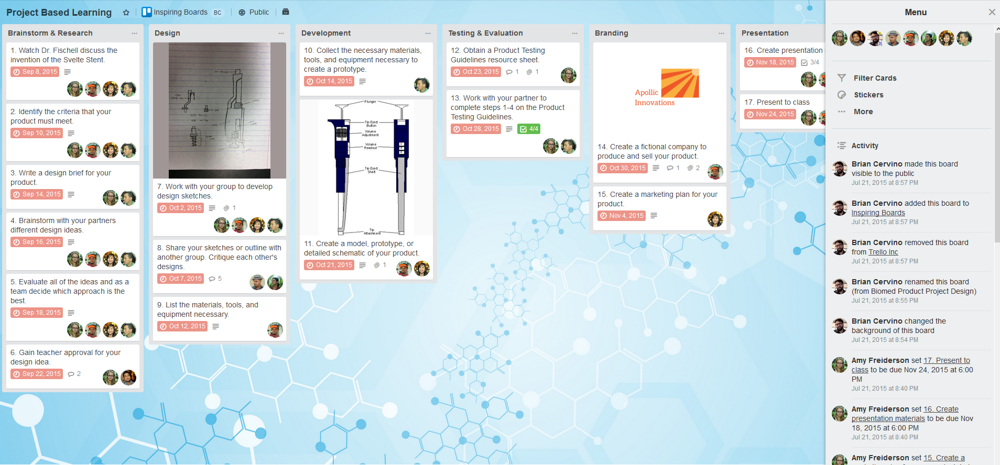 Project Based Learning
Inspiring Boards
BC
Public
Brainstorm & Research
1. Watch Dr. Fischell discuss the
invention of the Svelte Stent.
Sep 8, 2015
2. Identify the criteria that your
product must meet.
Sep 10, 2015
3. Write a design brief for your
product.
Sep 14, 2015
4. Brainstorm with your partners
different design ideas.
Sep 16, 2015
5. Evaluate all of the ideas and as a
team decide which approach is the
best.
Sep 18, 2015
6. Gain teacher approval for your
design idea.
Sep 22, 2015 2
Design
7. Work with your group to develop
design sketches.
Oct 2, 2015 1
8. Share your sketches or outline with
another group. Critique each other's
designs.
Oct 7, 2015 5
9. List the materials, tools, and
equipment necessary.
Oct 12, 2015
Development
10. Collect the necessary materials,
tools, and equipment necessary to
create a prototype.
Oct 14, 2015
Plunger
Tip Eject
Button
Volume
Adjustment
Volume
Readout
Tip Eject
Shaft
Tip
Attachment
11. Create a model, prototype, or
detailed schematic of your product.
Oct 21, 2015 1
Testing & Evaluation
12. Obtain a Product Testing
Guidelines resource sheet.
Oct 23, 2015 1 1
13. Work with your partner to
complete steps 1-4 on the Product
Testing Guidelines.
Oct 28, 2015 4/4
Branding
Apollic
Innovations
14. Create a fictional company to
produce and sell your product.
Oct 30, 2015 1 2
15. Create a marketing plan for your
product.
Nov 4, 2015
Presentation
16. Create presentation
Nov 18, 2015 3/4
17. Present to class
Nov 24, 2015
Menu
Filter Cards
Stickers
More
Activity
Brian Cervino made this board
visible to the public
Jul 21, 2015 at 8:57 PM
Brian Cervino added this board to
Inspiring Boards
Jul 21, 2015 at 8:57 PM
Brian Cervino removed this board
from Trello Inc
Jul 21, 2015 at 8:57 PM
Brian Cervino renamed this board
(from Biomed Product Project Design)
Jul 21, 2015 at 8:55 PM
Brian Cervino changed the
background of this board
Jul 21, 2015 at 8:54 PM
Amy Freiderson set 17. Present to
class to be due Nov 24, 2015 at 6:00
PM
Jul 21, 2015 at 8:40 PM
Amy Freiderson set 16. Create
presentation materials to be due Nov
18, 2015 at 6:00 PM
Jul 21, 2015 at 8:40 PM
Amy Freiderson set 15. Create a